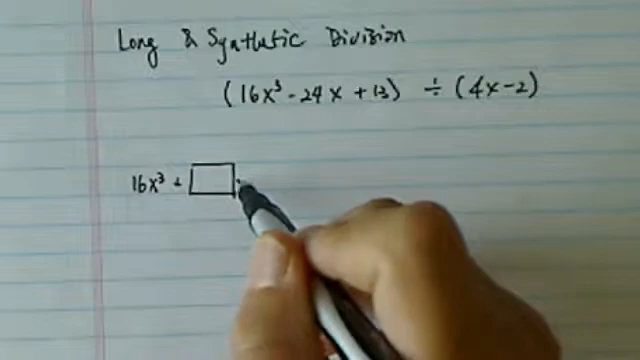 Long & Synthetic Division
(16x³ - 24x + 13) ÷ (4x - 2)
16x³ +